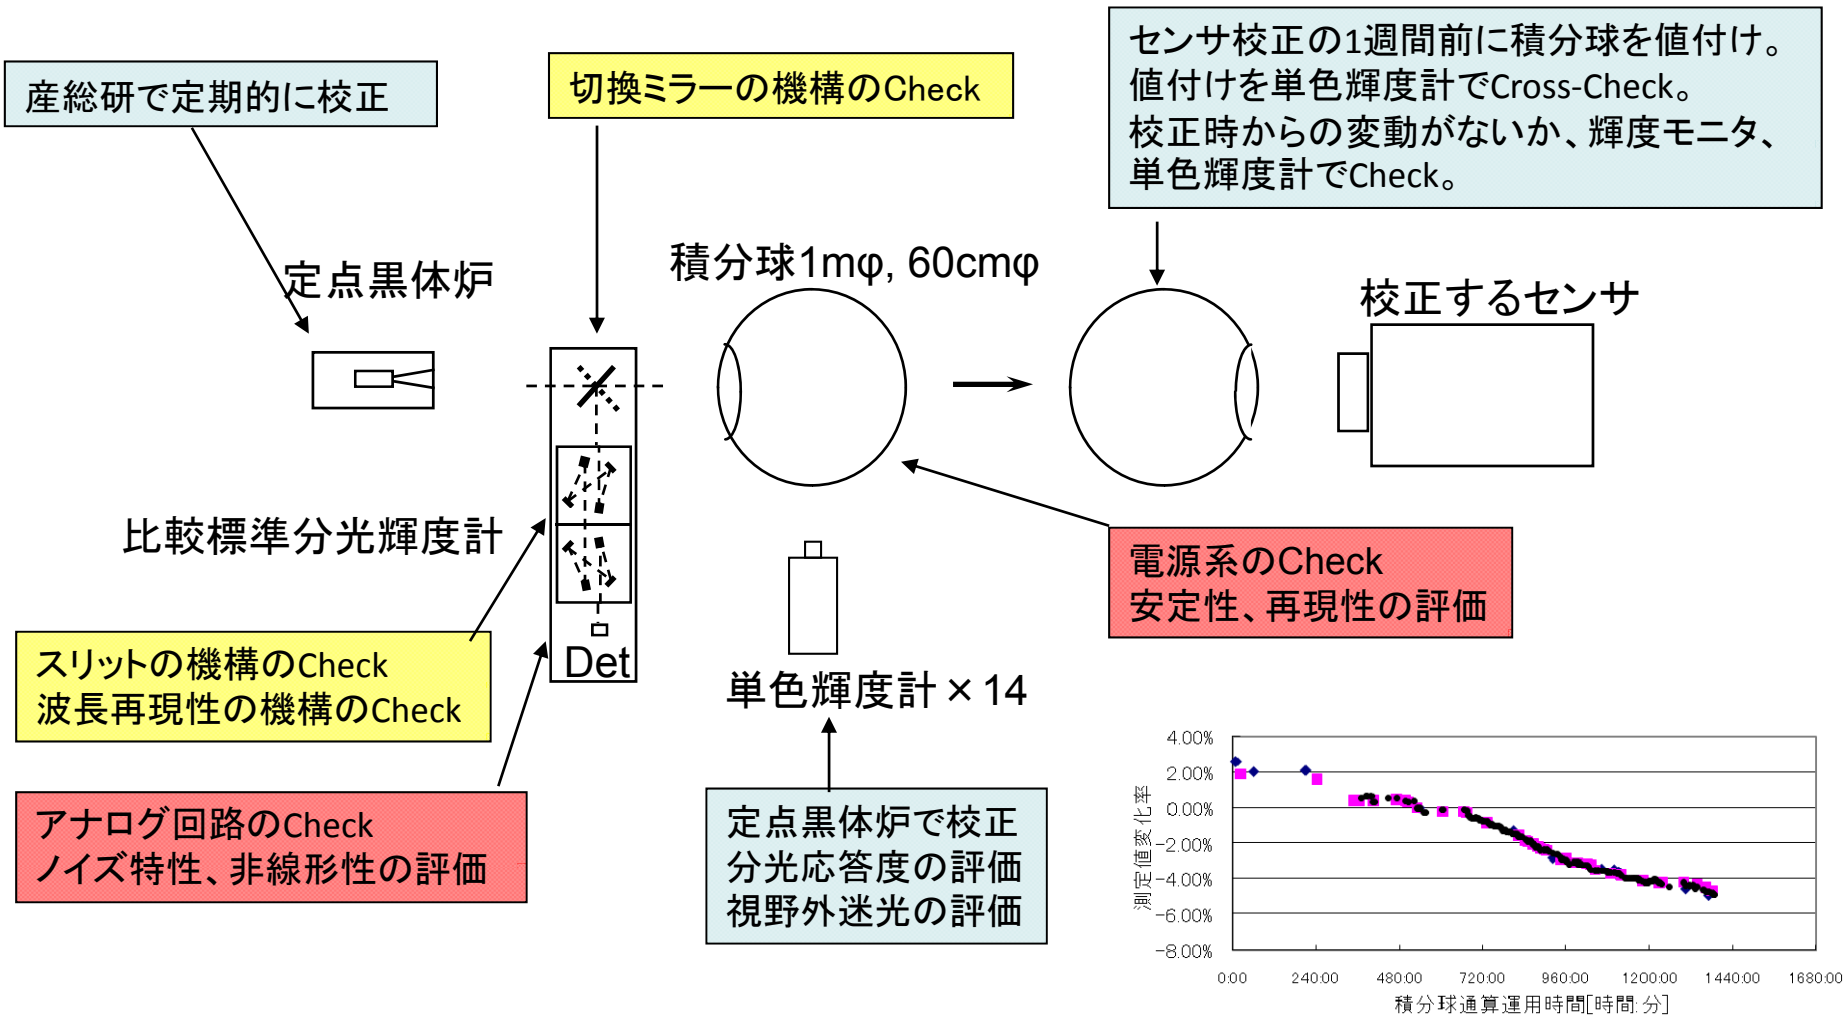 産総研で定期的に校正
切換ミラーの機構のCheck
センサ校正の1週間前に積分球を値付け。
値付けを単色輝度計でCross-Check。
校正時からの変動がないか、輝度モニタ、
単色輝度計でCheck。
定点黒体炉
積分球1mφ, 60cmφ
校正するセンサ
比較標準分光輝度計
Det
スリットの機構のCheck
波長再現性の機構のCheck
アナログ回路のCheck
ノイズ特性、非線形性の評価
単色輝度計×14
定点黒体炉で校正
分光応答度の評価
視野外迷光の評価
電源系のCheck
安定性、再現性の評価
測定値変化率
4.00%
2.00%
0.00%
-2.00%
-4.00%
-6.00%
-8.00%
0:00 240:00 480:00 720:00 960:00 1200:00 1440:00 1680:00
積分球通算運用時間[時間:分]